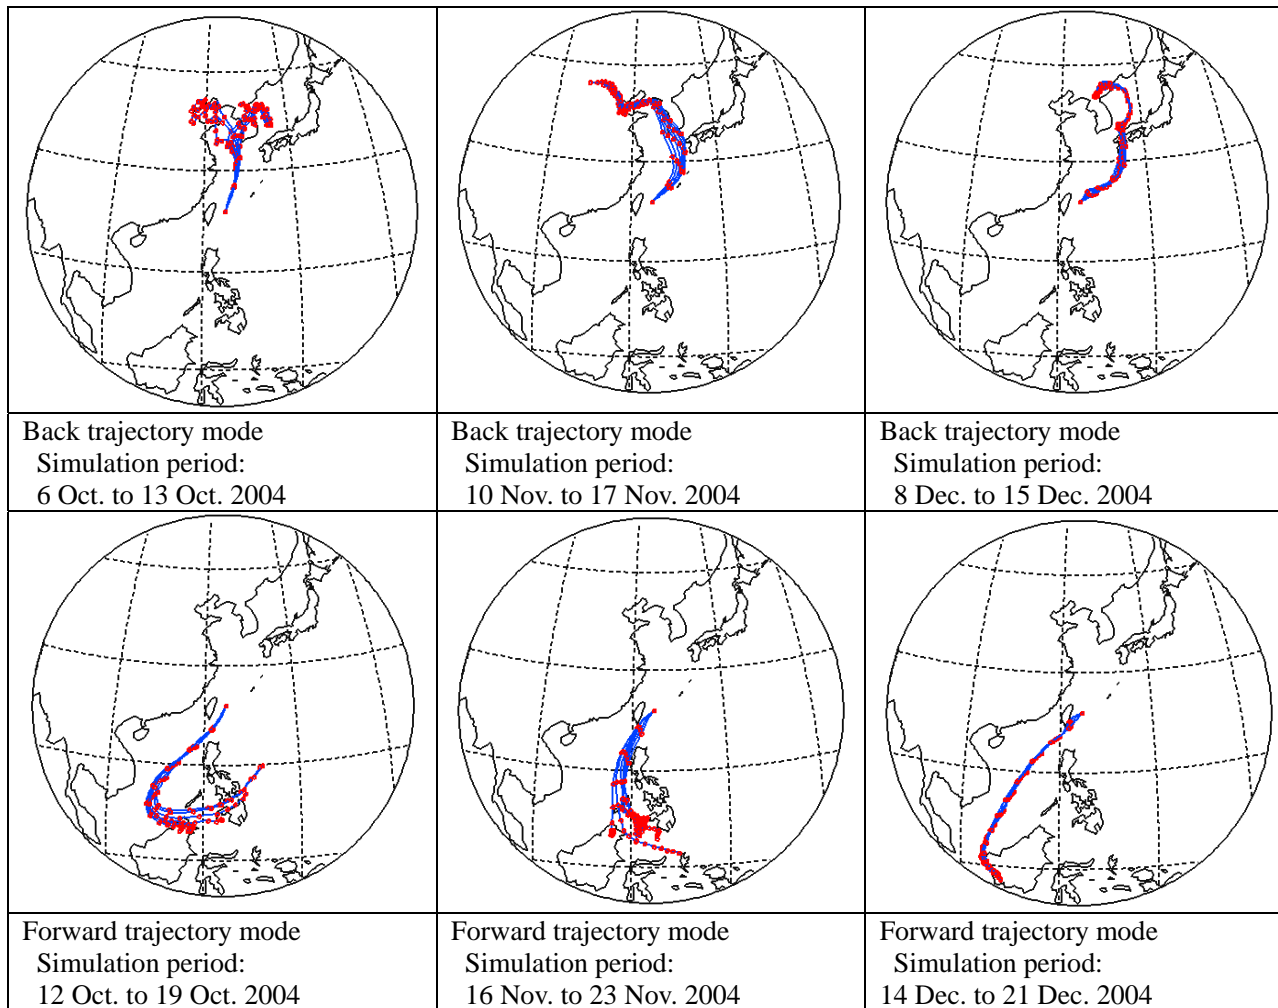 Back trajectory mode
Simulation period:
6 Oct. to 13 Oct. 2004
Back trajectory mode
Simulation period:
10 Nov. to 17 Nov. 2004
Back trajectory mode
Simulation period:
8 Dec. to 15 Dec. 2004
Forward trajectory mode
Simulation period:
12 Oct. to 19 Oct. 2004
Forward trajectory mode
Simulation period:
16 Nov. to 23 Nov. 2004
Forward trajectory mode
Simulation period:
14 Dec. to 21 Dec. 2004